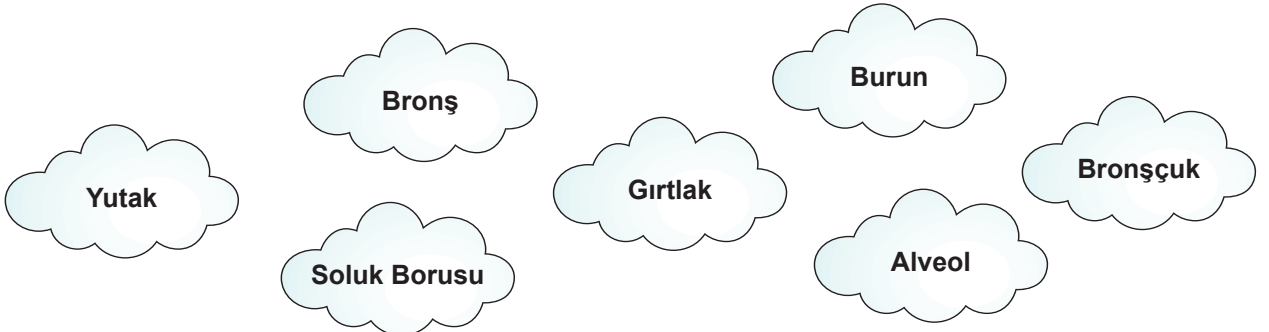 Burun
Bronş
Bronşçuk
Gırtlak
Yutak
Alveol
Soluk Borusu